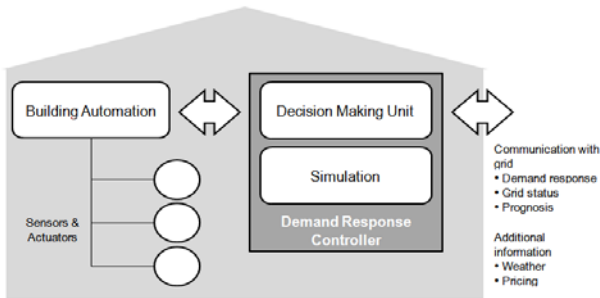 Building Automation
Decision Making Unit
Simulation
Demand Response
Controller
Sensors &
Actuators
Communication with
grid
• Demand response
• Grid status
• Prognosis
Additional
information
• Weather
• Pricing